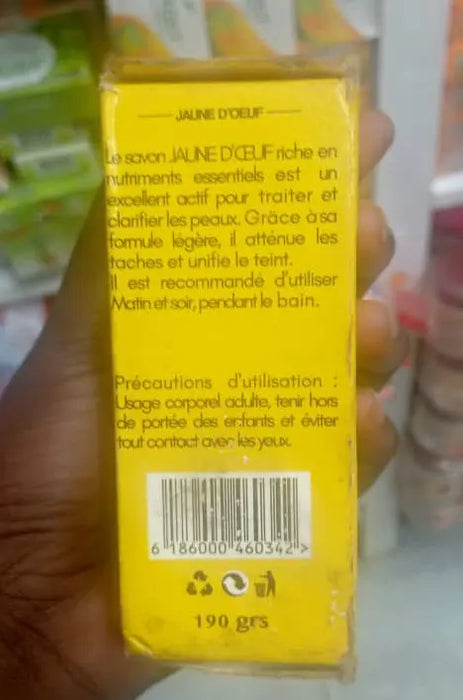 JAUNE D'OEUF
Le savon JAUNE D'ŒUF riche en
nutriments essentiels est un
excellent actif pour traiter et
clarifier les peaux. Grâce à sa
formule légère, il atténue les
taches et unifie le teint.
Il est recommandé d'utiliser
Matin et soir, pendant le bain.
Précautions d'utilisation :
Usage corporel adulte, tenir hors
de portée des enfants et éviter
tout contact avec les yeux.
6 186000 460342 >
190 grs